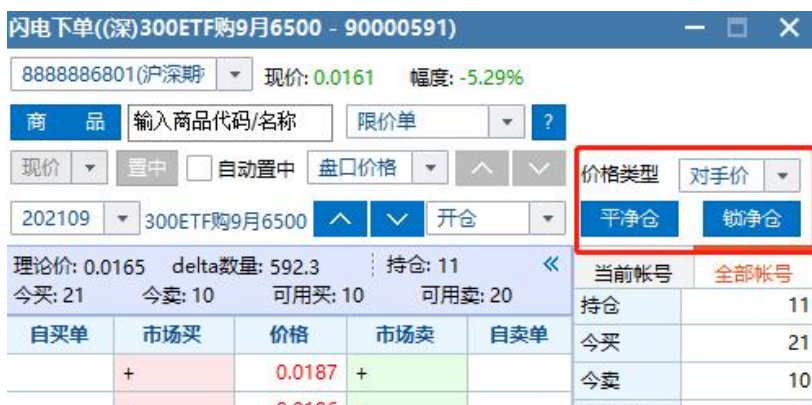 闪电下单((深)300ETF购9月6500 - 90000591)
8888886801(沪深期 现价: 0.0161 幅度: -5.29%
商 品 输入商品代码/名称 限价单 ?
现价 置中 自动置中 盘口价格 价格类型 对手价
202109 300ETF购9月6500 开仓 平净仓 锁净仓
理论价: 0.0165 delta数量: 592.3 持仓: 11 « 当前帐号 全部帐号
今买: 21 今卖: 10 可用买: 10 可用卖: 20 持仓 11
自买单 市场买 价格 市场卖 自卖单 今买 21
+ 0.0187 + 今卖 10